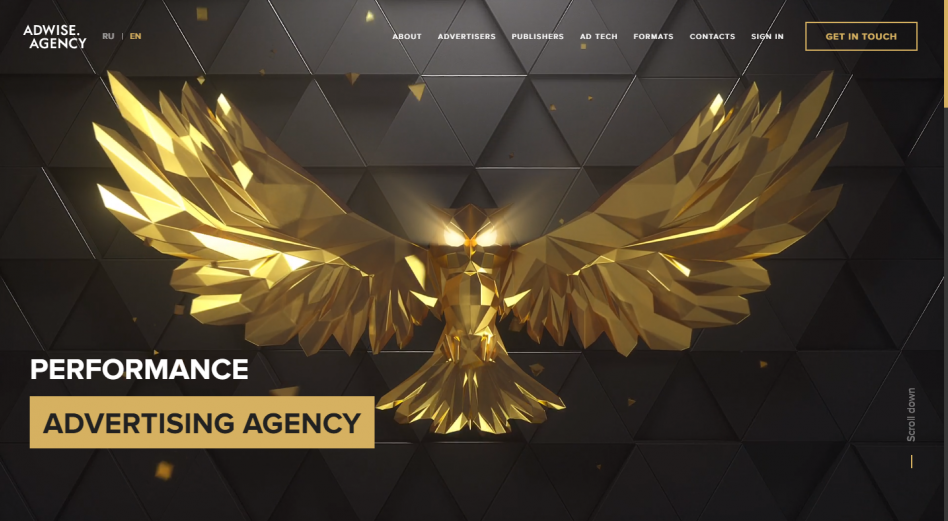 ADWISE.
AGENCY
RU | EN
ABOUT ADVERTISERS PUBLISHERS AD TECH FORMATS CONTACTS SIGN IN
GET IN TOUCH
PERFORMANCE
ADVERTISING AGENCY
Scroll down